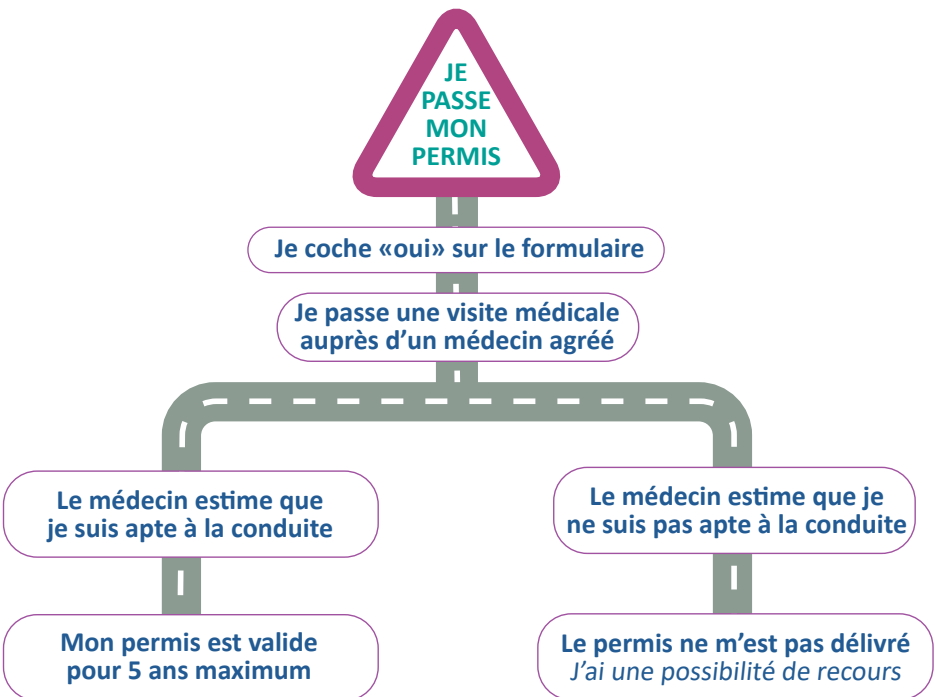 JE
PASSE
MON
PERMIS
Je coche «oui» sur le formulaire
Je passe une visite médicale
auprès d’un médecin agréé
Le médecin estime que
je suis apte à la conduite
Le médecin estime que je
ne suis pas apte à la conduite
Mon permis est valide
pour 5 ans maximum
Le permis ne m’est pas délivré
J’ai une possibilité de recours